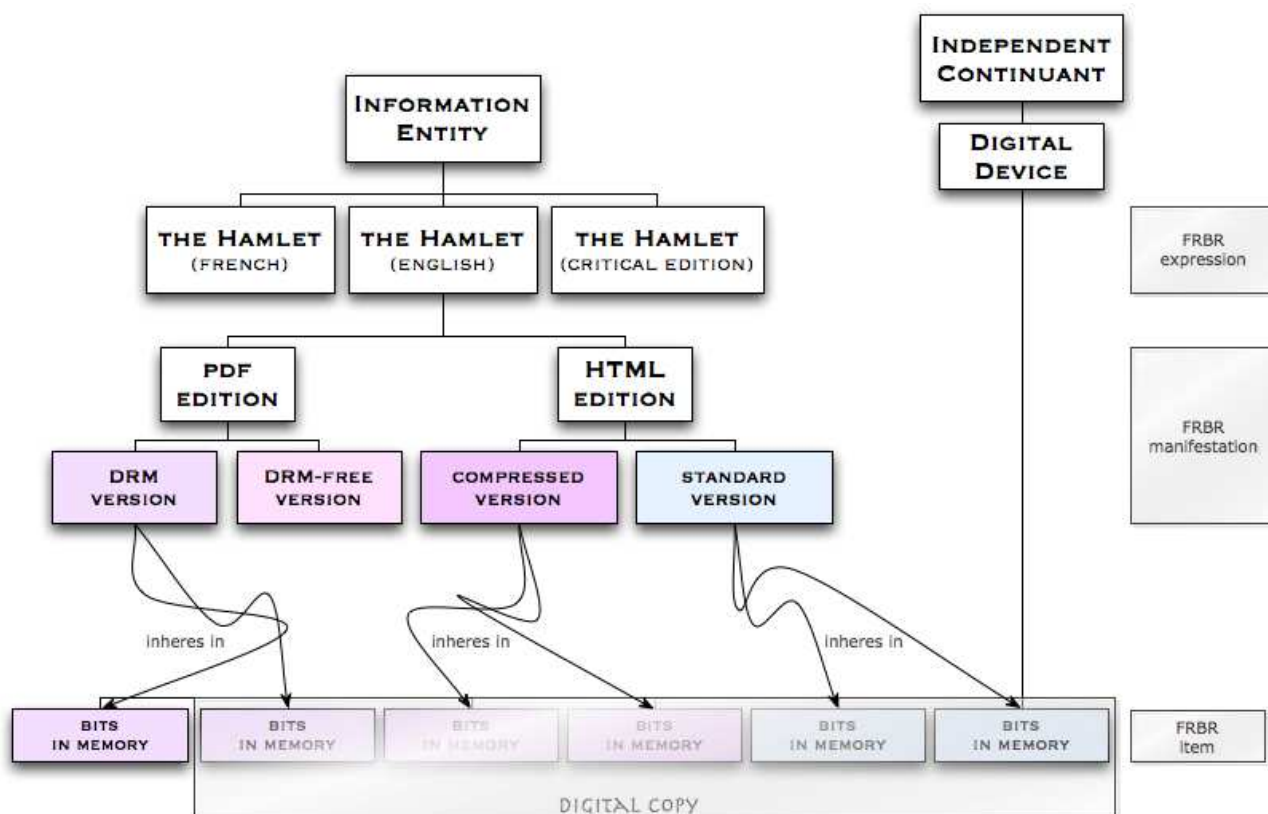 INDEPENDENT
CONTINUANT
INFORMATION
ENTITY
DIGITAL
DEVICE
THE HAMLET
(FRENCH)
THE HAMLET
(ENGLISH)
THE HAMLET
(CRITICAL EDITION)
FRBR
expression
PDF
EDITION
HTML
EDITION
FRBR
manifestation
DRM
VERSION
DRM-FREE
VERSION
COMPRESSED
VERSION
STANDARD
VERSION
inheres in
inheres in
inheres in
BITS
IN MEMORY
BITS
IN MEMORY
BITS
IN MEMORY
BITS
IN MEMORY
BITS
IN MEMORY
BITS
IN MEMORY
FRBR
Item
DIGITAL COPY